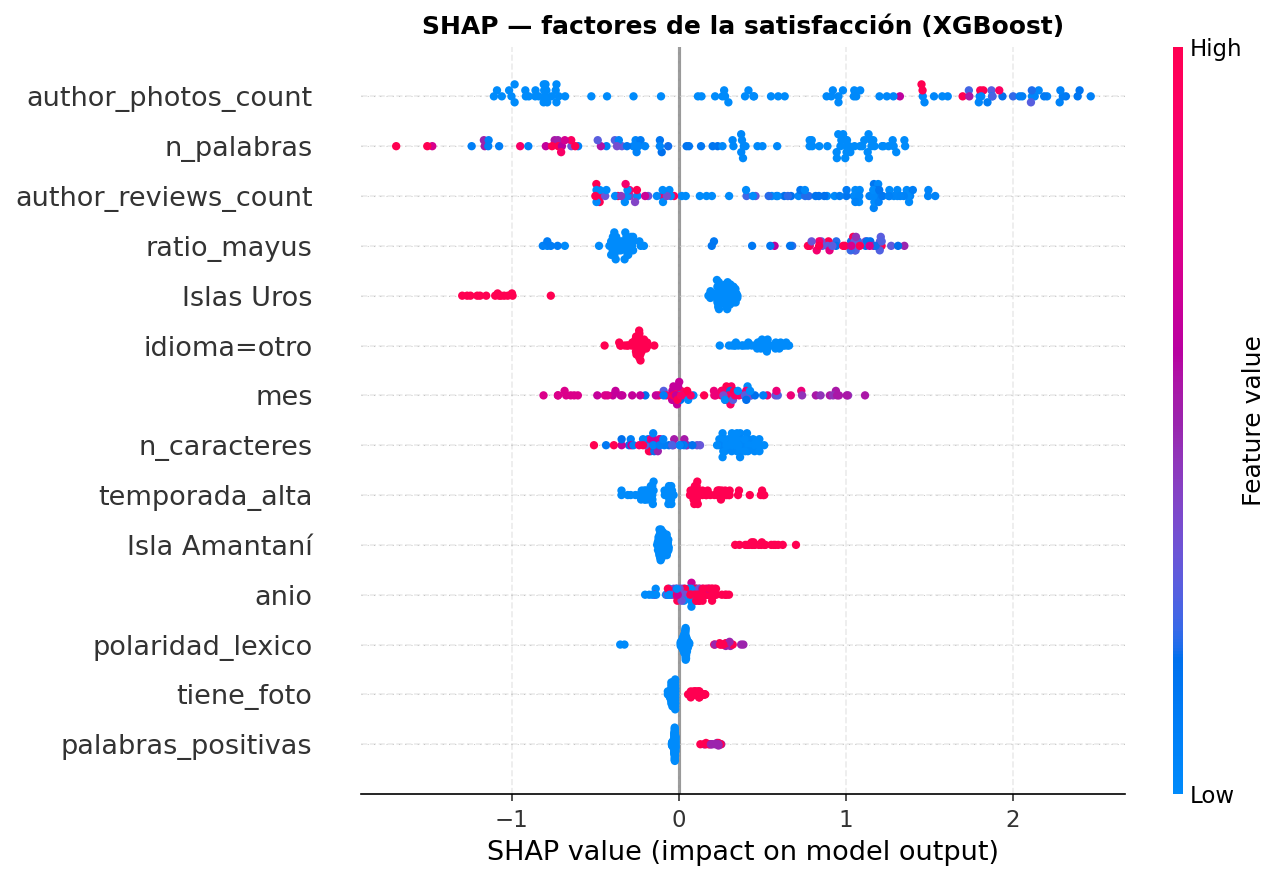 SHAP — factores de la satisfacción (XGBoost)
High
author_photos_count
n_palabras
author_reviews_count
ratio_mayus
Islas Uros
idioma=otro
mes
n_caracteres
temporada_alta
Isla Amantaní
anio
polaridad_lexico
tiene_foto
palabras_positivas
Feature value
Low
−1 0 1 2
SHAP value (impact on model output)